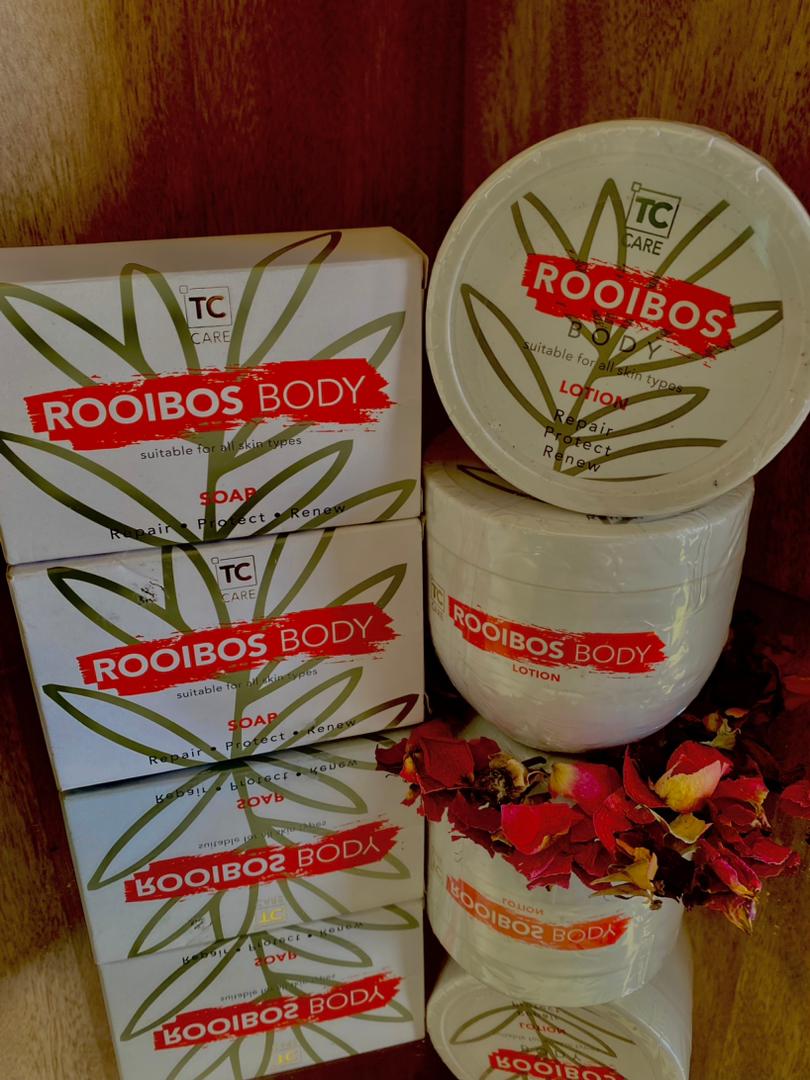 TC
CARE
ROOIBOS BODY
suitable for all skin types
SOAP
Repair • Protect • Renew
TC
CARE
ROOIBOS BODY
suitable for all skin types
SOAP
Repair • Protect • Renew
TC
CARE
ROOIBOS
BODY
suitable for all skin types
LOTION
Repair
Protect
Renew
TC
CARE
ROOIBOS BODY
LOTION